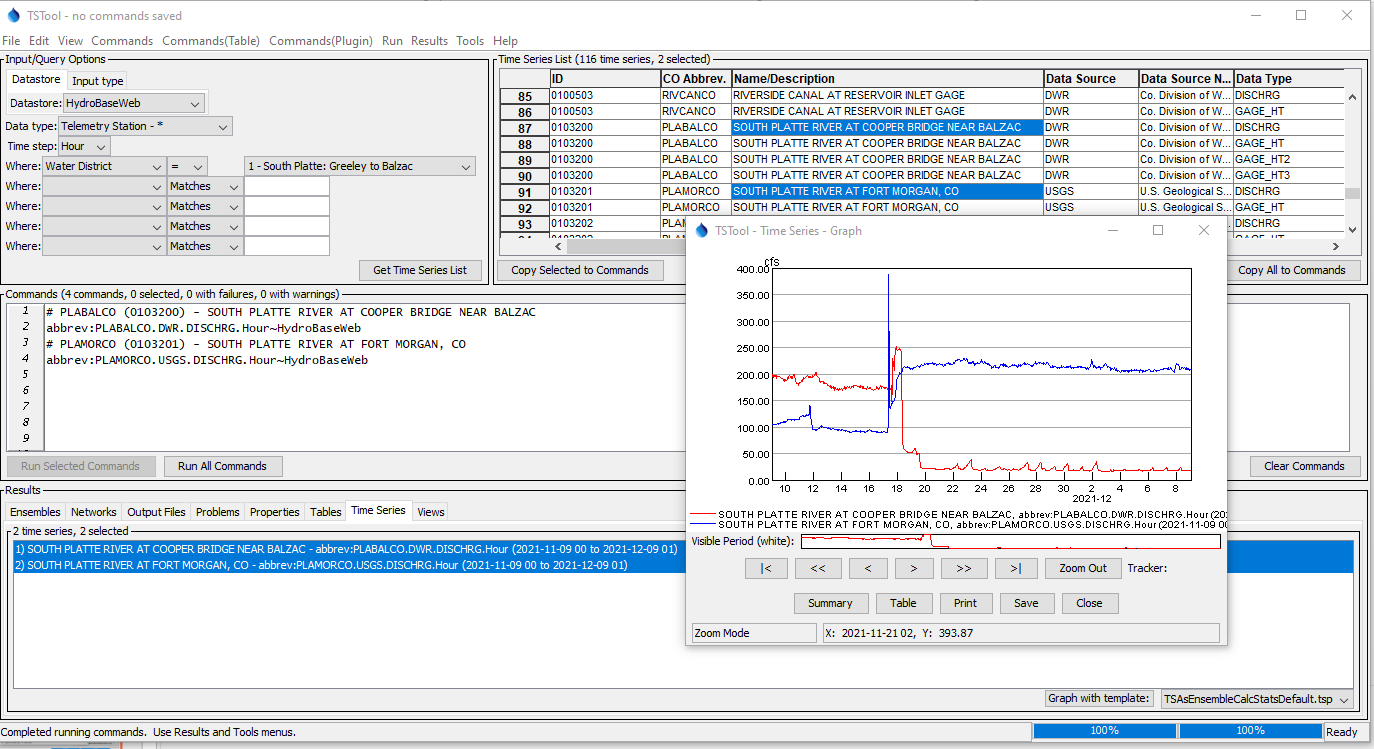 TSTool - no commands saved
File Edit View Commands Commands(Table) Commands(Plugin) Run Results Tools Help
Input/Query Options
Datastore Input type
Datastore: HydroBaseWeb
Data type: Telemetry Station - *
Time step: Hour
Where: Water District = 1 - South Platte: Greeley to Balzac
Where: Matches
Where: Matches
Where: Matches
Where: Matches
Get Time Series List
Time Series List (116 time series, 2 selected)
ID CO Abbrev. Name/Description Data Source Data Source N... Data Type
85 0100503 RIVCANCO RIVERSIDE CANAL AT RESERVOIR INLET GAGE DWR Co. Division of W... DISCHRG
86 0100503 RIVCANCO RIVERSIDE CANAL AT RESERVOIR INLET GAGE DWR Co. Division of W... GAGE_HT
87 0103200 PLABALCO SOUTH PLATTE RIVER AT COOPER BRIDGE NEAR BALZAC DWR Co. Division of W... DISCHRG
88 0103200 PLABALCO SOUTH PLATTE RIVER AT COOPER BRIDGE NEAR BALZAC DWR Co. Division of W... GAGE_HT
89 0103200 PLABALCO SOUTH PLATTE RIVER AT COOPER BRIDGE NEAR BALZAC DWR Co. Division of W... GAGE_HT2
90 0103200 PLABALCO SOUTH PLATTE RIVER AT COOPER BRIDGE NEAR BALZAC DWR Co. Division of W... GAGE_HT3
91 0103201 PLAMORCO SOUTH PLATTE RIVER AT FORT MORGAN, CO USGS U.S. Geological S... DISCHRG
92 0103201 PLAMORCO SOUTH PLATTE RIVER AT FORT MORGAN, CO USGS U.S. Geological S... GAGE_HT
93 0103202 DISCHRG
Copy Selected to Commands
Copy All to Commands
Commands (4 commands, 0 selected, 0 with failures, 0 with warnings)
1 # PLABALCO (0103200) - SOUTH PLATTE RIVER AT COOPER BRIDGE NEAR BALZAC
2 abbrev:PLABALCO.DWR.DISCHRG.Hour~HydroBaseWeb
3 # PLAMORCO (0103201) - SOUTH PLATTE RIVER AT FORT MORGAN, CO
4 abbrev:PLAMORCO.USGS.DISCHRG.Hour~HydroBaseWeb
5
6
7
8
9
Run Selected Commands Run All Commands
Clear Commands
TSTool - Time Series - Graph
cfs
400.00
350.00
300.00
250.00
200.00
150.00
100.00
50.00
0.00
10 12 14 16 18 20 22 24 26 28 30 2 4 6 8
2021-12
SOUTH PLATTE RIVER AT COOPER BRIDGE NEAR BALZAC, abbrev:PLABALCO.DWR.DISCHRG.Hour (202
SOUTH PLATTE RIVER AT FORT MORGAN, CO, abbrev:PLAMORCO.USGS.DISCHRG.Hour (2021-11-09 00
Visible Period (white):
|< << < > >> >| Zoom Out Tracker:
Summary Table Print Save Close
Zoom Mode X: 2021-11-21 02, Y: 393.87
Results
Ensembles Networks Output Files Problems Properties Tables Time Series Views
2 time series, 2 selected
1) SOUTH PLATTE RIVER AT COOPER BRIDGE NEAR BALZAC - abbrev:PLABALCO.DWR.DISCHRG.Hour (2021-11-09 00 to 2021-12-09 01)
2) SOUTH PLATTE RIVER AT FORT MORGAN, CO - abbrev:PLAMORCO.USGS.DISCHRG.Hour (2021-11-09 00 to 2021-12-09 01)
Graph with template: TSAsEnsembleCalcStatsDefault.tsp
Completed running commands. Use Results and Tools menus.
100% 100% Ready